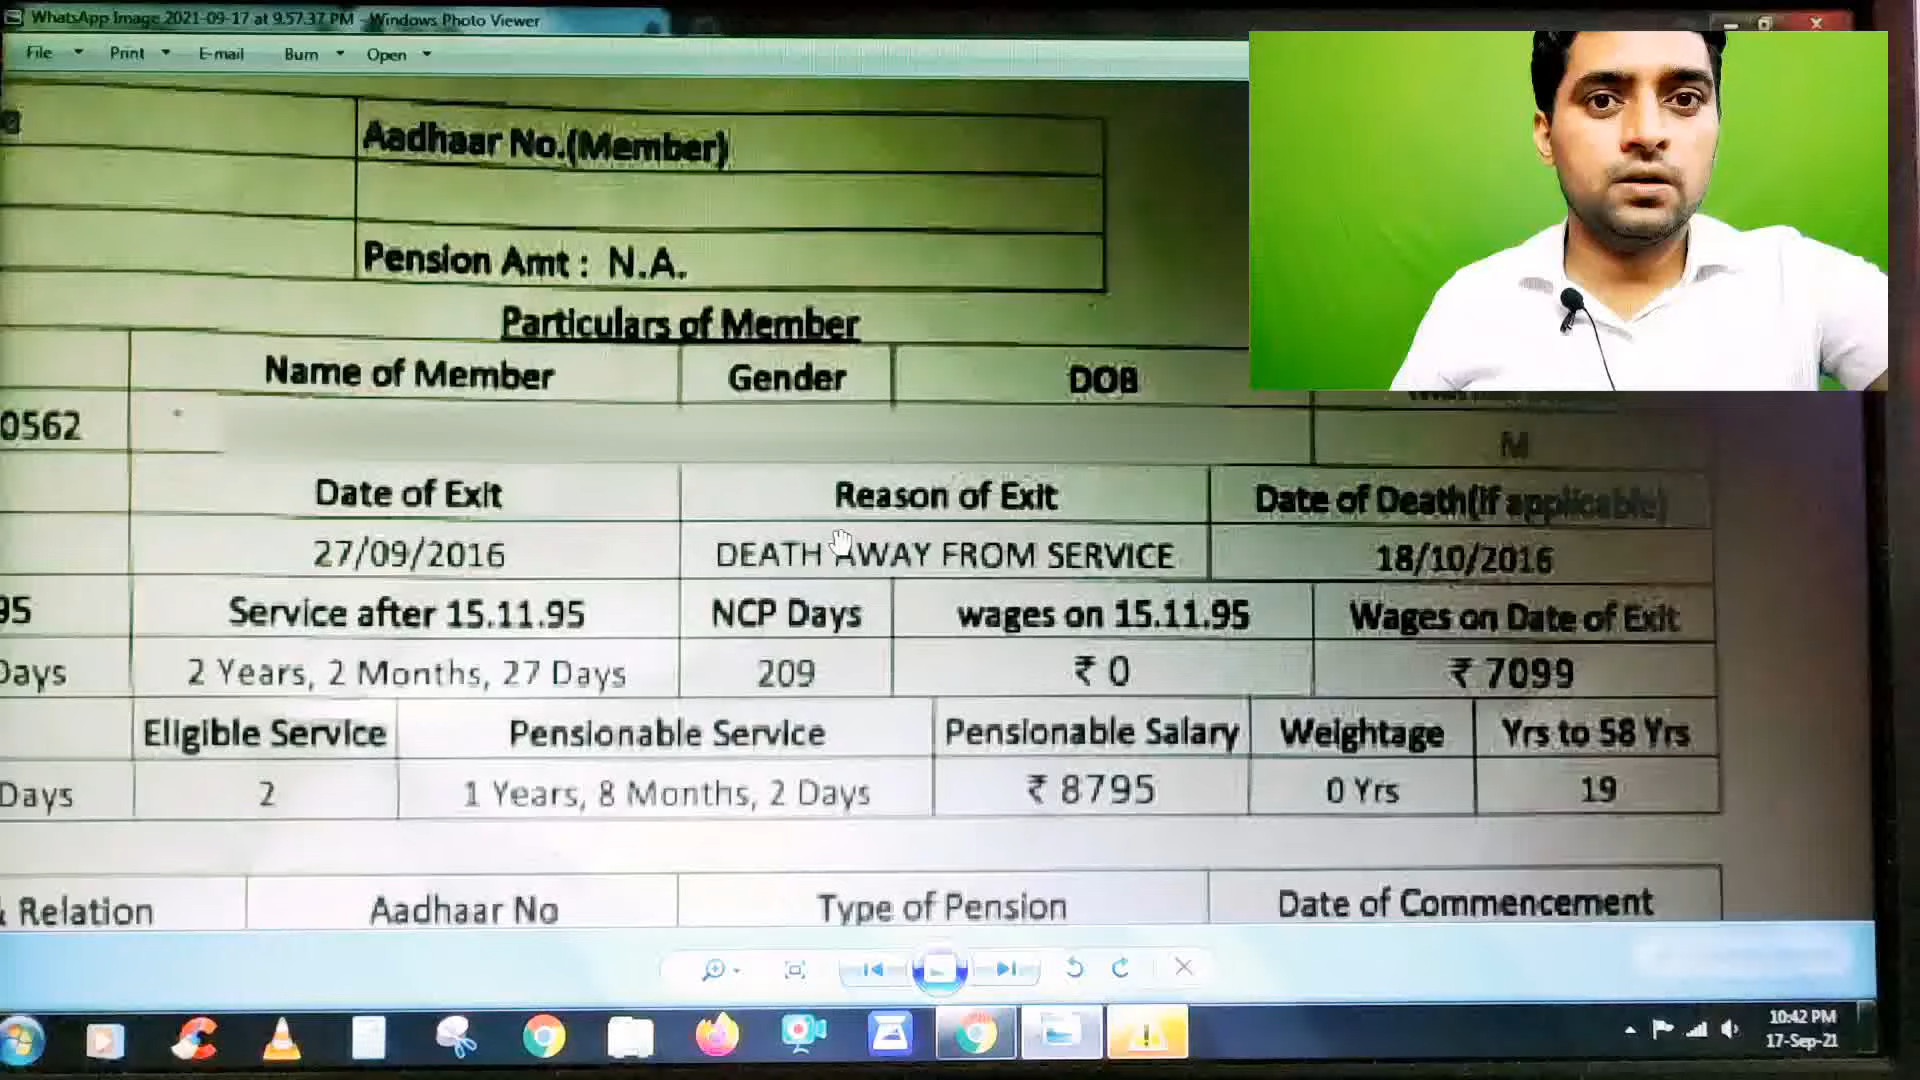 WhatsApp Image 2021-09-17 at 9.57.37 PM - Windows Photo Viewer
File Print E-mail Burn Open
Aadhaar No.(Member)
Pension Amt : N.A.
Particulars of Member
Name of Member Gender DOB
0562 M
Date of Exit Reason of Exit Date of Death(if applicable)
27/09/2016 DEATH AWAY FROM SERVICE 18/10/2016
95 Service after 15.11.95 NCP Days wages on 15.11.95 Wages on Date of Exit
Days 2 Years, 2 Months, 27 Days 209 ₹ 0 ₹ 7099
Eligible Service Pensionable Service Pensionable Salary Weightage Yrs to 58 Yrs
Days 2 1 Years, 8 Months, 2 Days ₹ 8795 0 Yrs 19
& Relation Aadhaar No Type of Pension Date of Commencement
10:42 PM
17-Sep-21